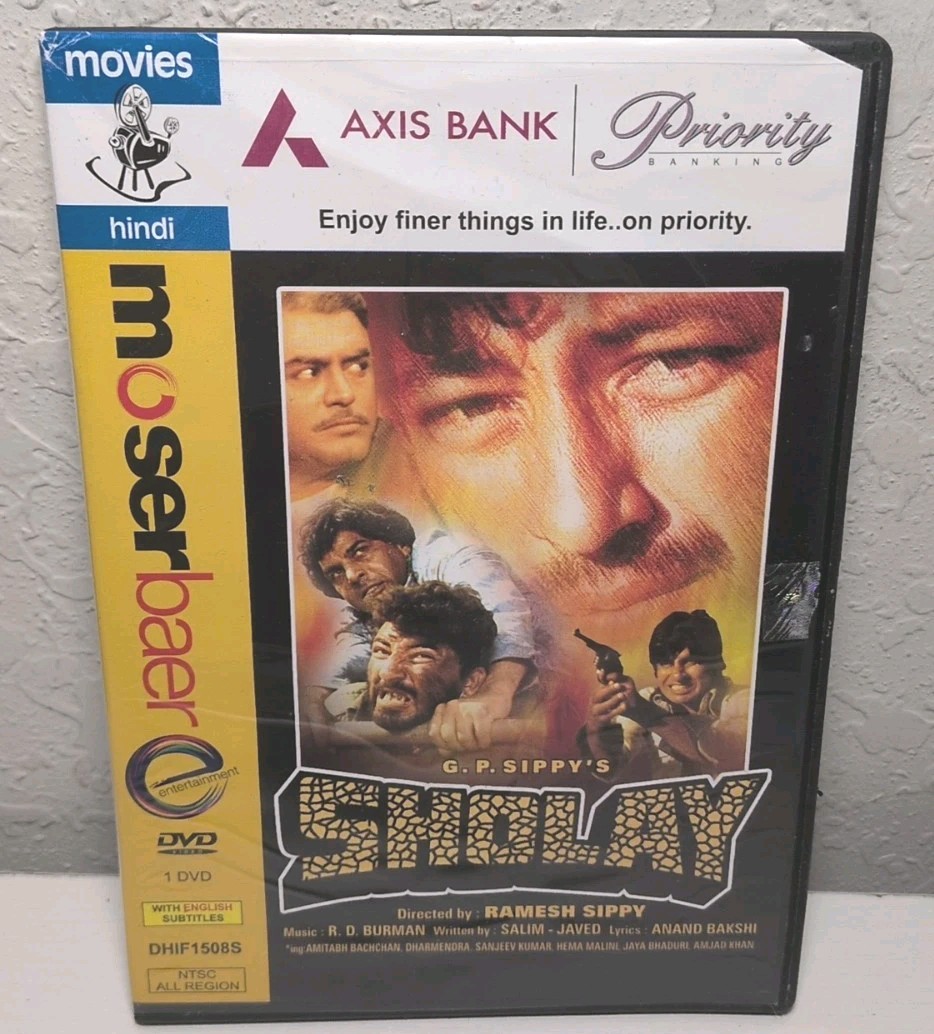 movies
hindi
AXIS BANK
Priority
BANKING
Enjoy finer things in life..on priority.
moserbaer
entertainment
DVD
VIDEO
1 DVD
WITH ENGLISH
SUBTITLES
DHIF1508S
NTSC
ALL REGION
G. P. SIPPY'S
SHOLAY
Directed by : RAMESH SIPPY
Music : R. D. BURMAN Written by : SALIM - JAVED Lyrics : ANAND BAKSHI
*ing:AMITABH BACHCHAN, DHARMENDRA, SANJEEV KUMAR, HEMA MALINI, JAYA BHADURI, AMJAD KHAN